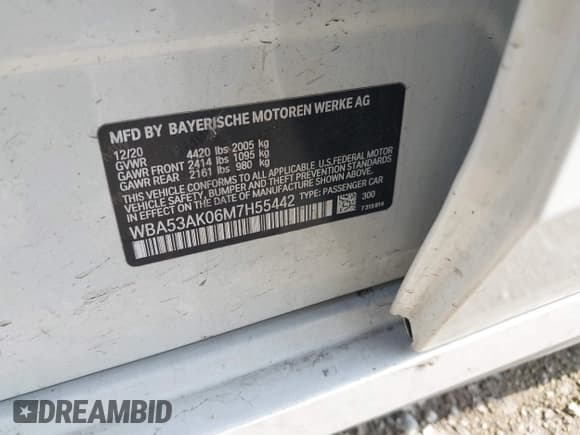 MFD BY BAYERISCHE MOTOREN WERKE AG
12/20
GVWR 4420 lbs 2005 kg
GAWR FRONT 2414 lbs 1095 kg
GAWR REAR 2161 lbs 980 kg
THIS VEHICLE CONFORMS TO ALL APPLICABLE U.S.FEDERAL MOTOR
VEHICLE SAFETY, BUMPER, AND THEFT PREVENTION STANDARDS
IN EFFECT ON THE DATE OF MANUFACTURE SHOWN ABOVE.
WBA53AK06M7H55442 TYPE: PASSENGER CAR
300
DREAMBID